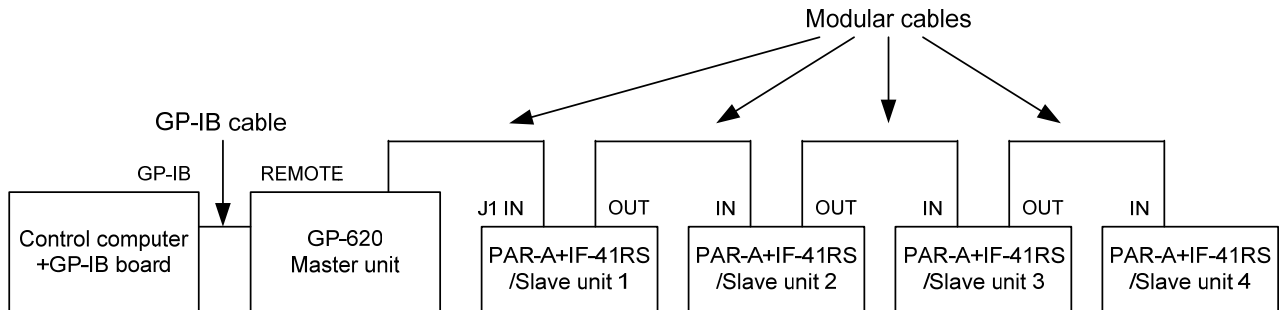 Modular cables
GP-IB cable
GP-IB
REMOTE
J1 IN
OUT
IN
OUT
IN
OUT
IN
Control computer
+GP-IB board
GP-620
Master unit
PAR-A+IF-41RS
/Slave unit 1
PAR-A+IF-41RS
/Slave unit 2
PAR-A+IF-41RS
/Slave unit 3
PAR-A+IF-41RS
/Slave unit 4